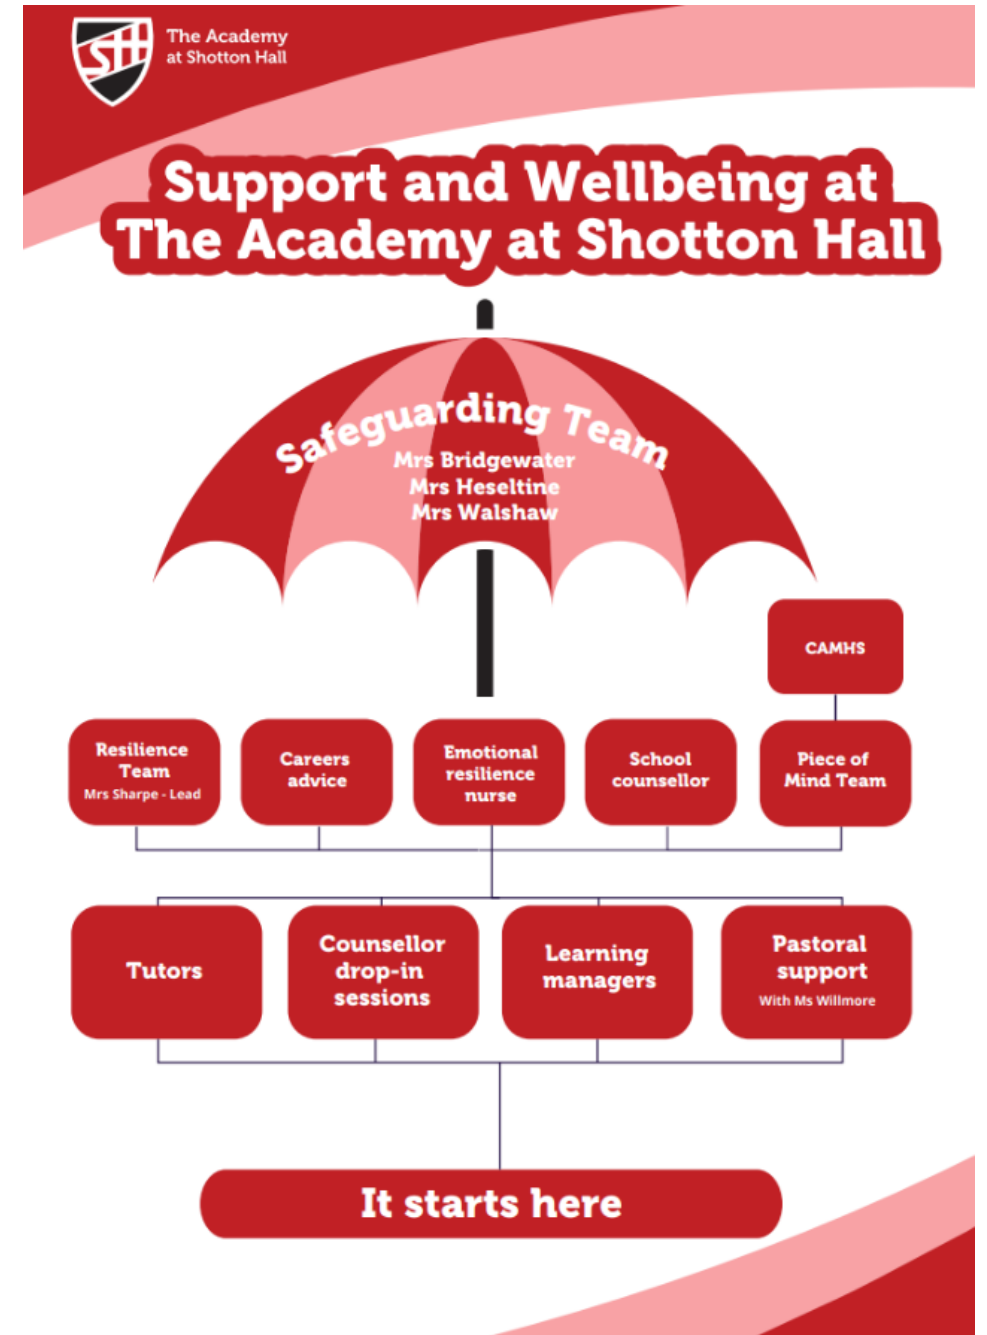 The Academy
at Shotton Hall
Support and Wellbeing at
The Academy at Shotton Hall
Safeguarding Team
Mrs Bridgewater
Mrs Heseltine
Mrs Walshaw
CAMHS
Resilience
Team
Mrs Sharpe - Lead
Careers
advice
Emotional
resilience
nurse
School
counsellor
Piece of
Mind Team
Tutors
Counsellor
drop-in
sessions
Learning
managers
Pastoral
support
With Ms Willmore
It starts here